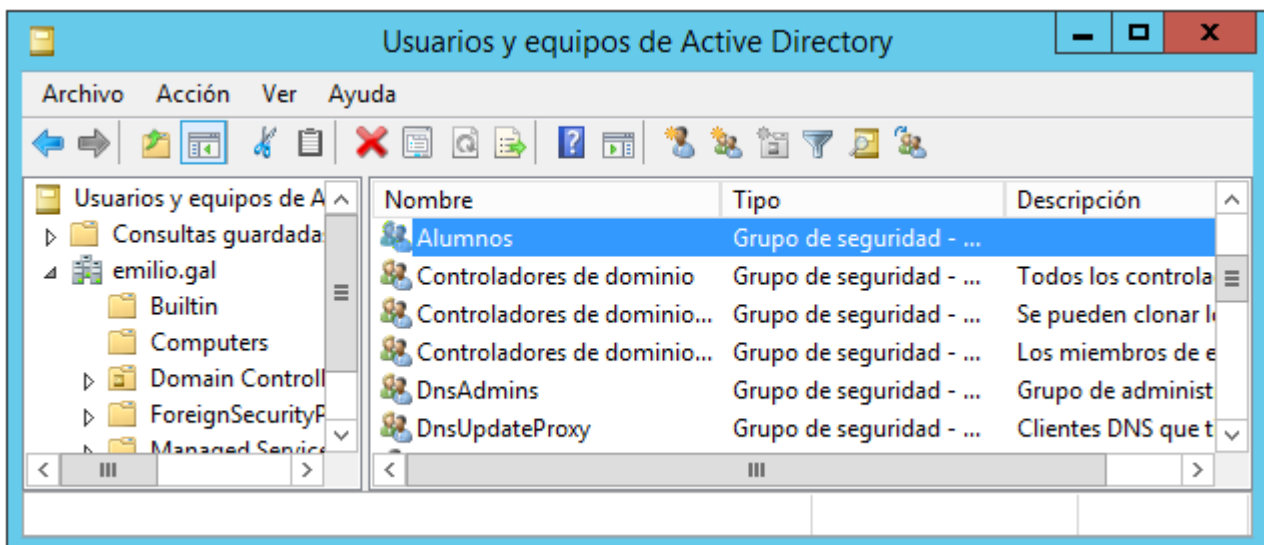 Usuarios y equipos de Active Directory
Archivo Acción Ver Ayuda
Usuarios y equipos de A
Consultas guardada
emilio.gal
Builtin
Computers
Domain Controll
ForeignSecurityP
Managed Service
Nombre Tipo Descripción
Alumnos Grupo de seguridad - ...
Controladores de dominio Grupo de seguridad - ... Todos los controla
Controladores de dominio... Grupo de seguridad - ... Se pueden clonar l
Controladores de dominio... Grupo de seguridad - ... Los miembros de e
DnsAdmins Grupo de seguridad - ... Grupo de administ
DnsUpdateProxy Grupo de seguridad - ... Clientes DNS que t